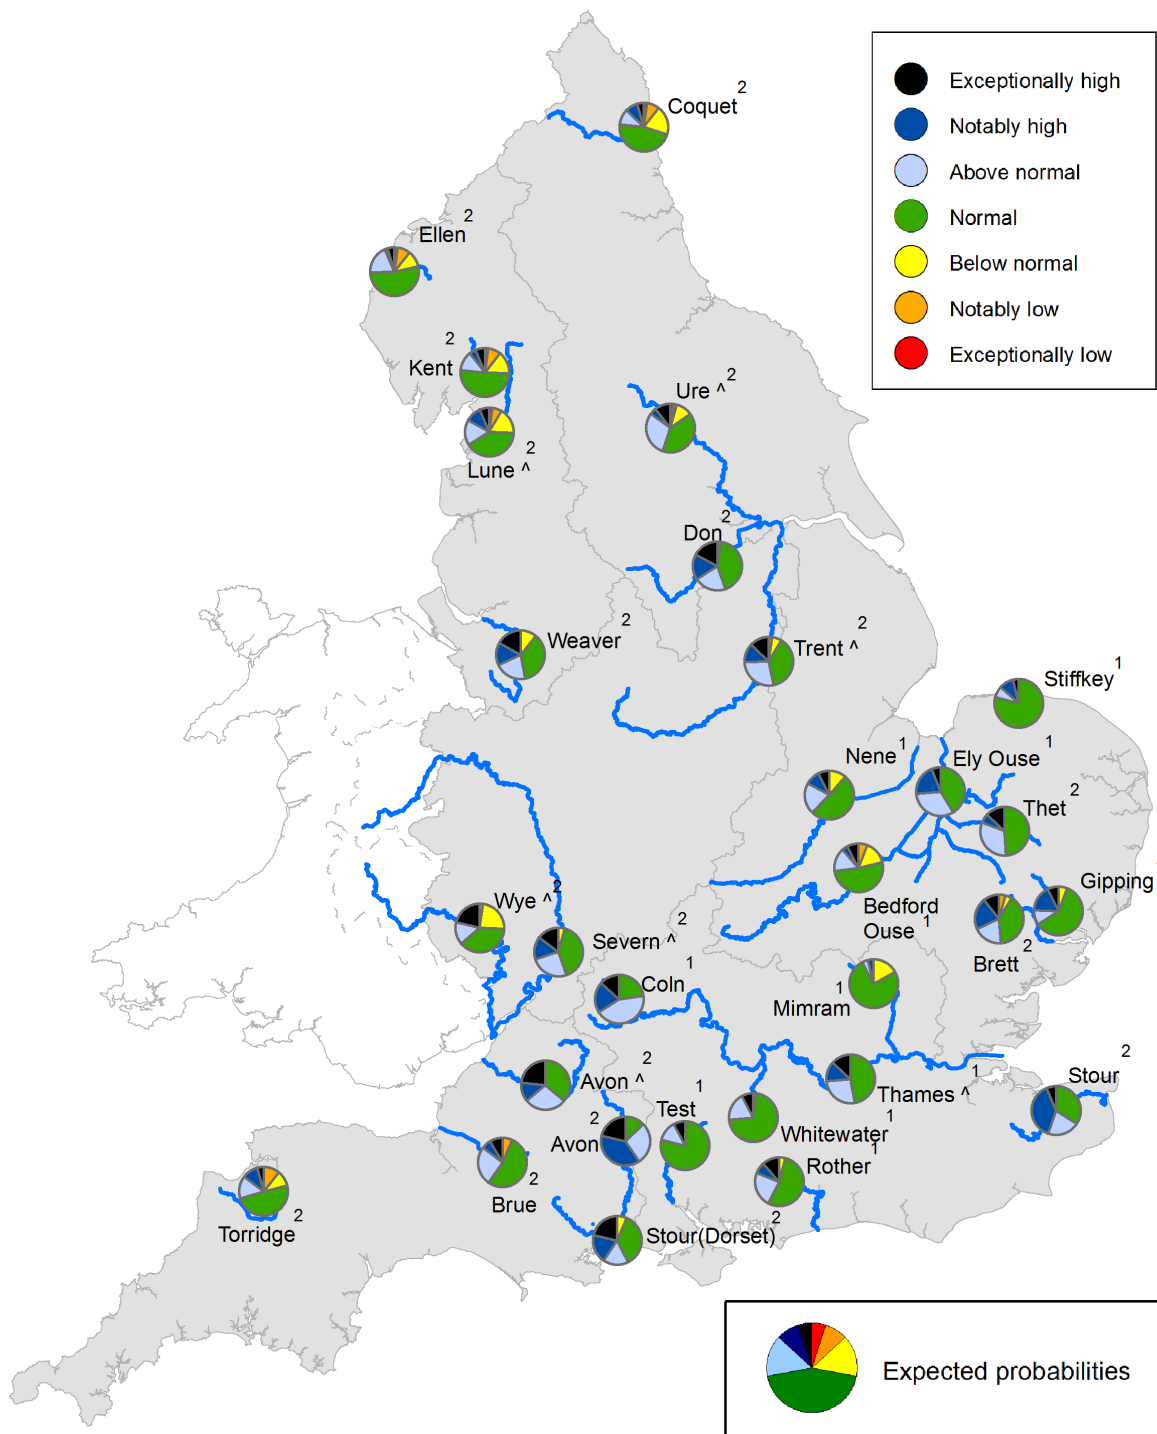 Coquet 2
Exceptionally high
Notably high
Above normal
Normal
Below normal
Notably low
Exceptionally low
Ellen 2
Kent 2
Lune ^ 2
Ure ^ 2
Don 2
Weaver 2
Trent ^ 2
Stiffkey 1
Nene 1
Ely Ouse 1
Thet 2
Gipping
Bedford
Ouse 1
Brett 2
Wye ^ 2
Severn ^ 2
Coln 1
Mimram 1
Avon ^ 2
Thames ^ 1
Stour 2
Test 1
Avon 2
Whitewater 1
Rother 1
Brue 2
Torridge 2
Stour(Dorset) 2
Expected probabilities